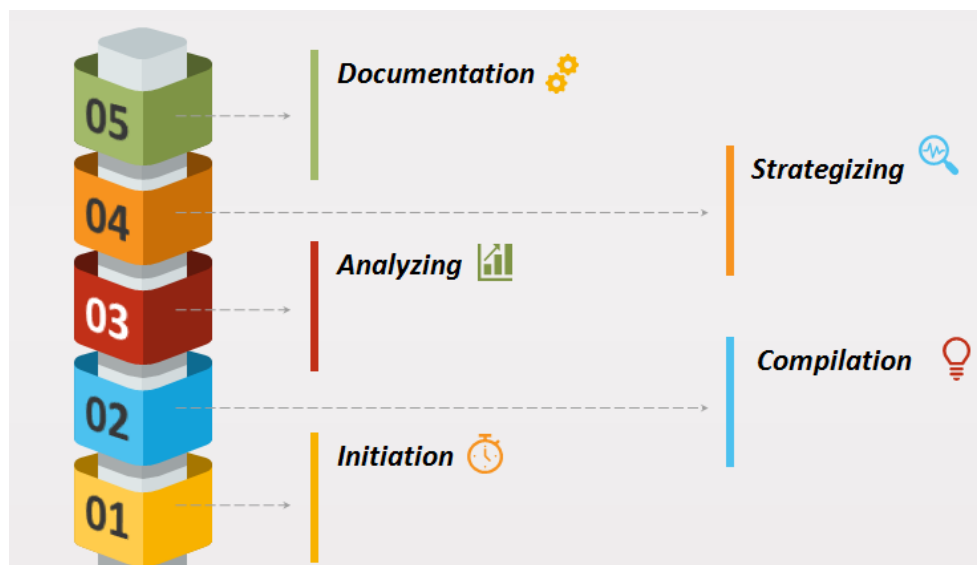 05
Documentation
04
Strategizing
03
Analyzing
02
Compilation
01
Initiation